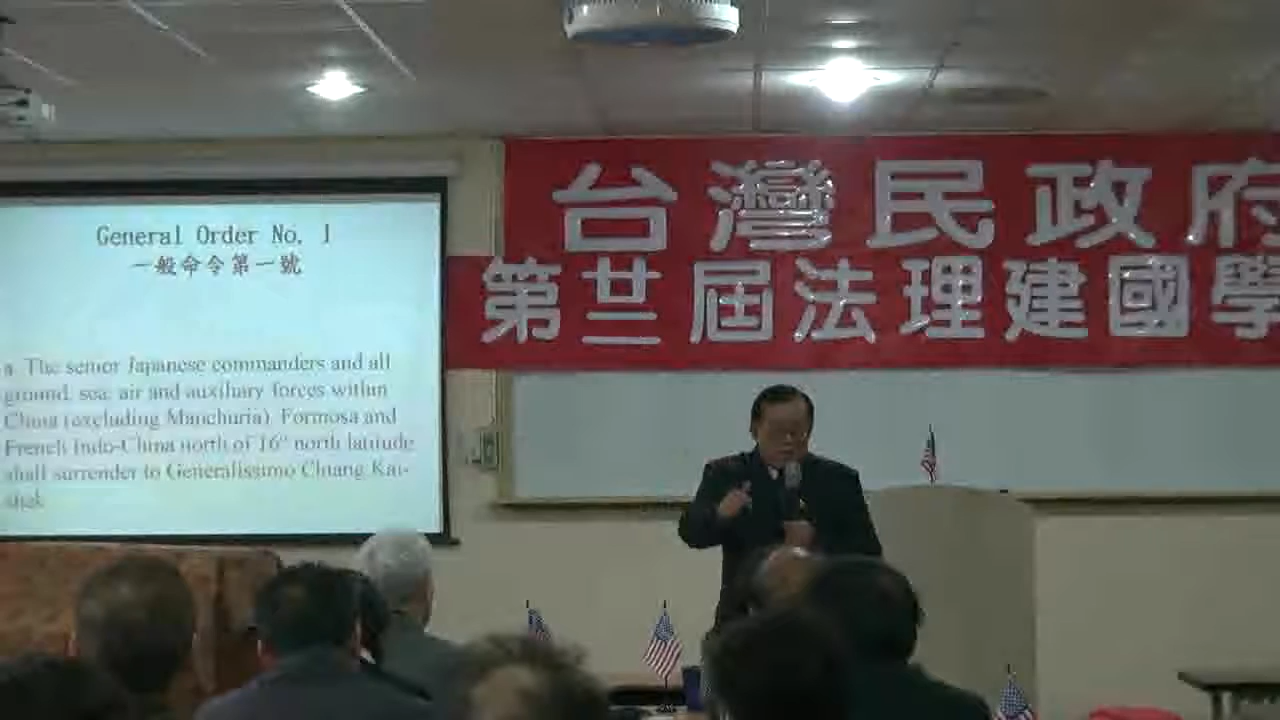 General Order No. 1
一般命令第一號
a. The senior Japanese commanders and all
ground, sea, air and auxiliary forces within
China (excluding Manchuria), Formosa and
French Indo-China north of 16° north latitude
shall surrender to Generalissimo Chiang Kai-
shek
台灣民政府
第廿二屆法理建國學